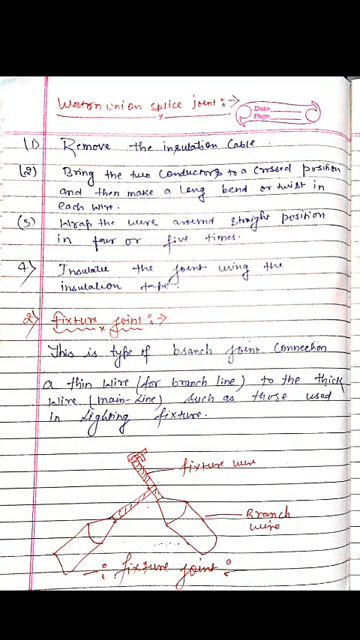 Western union splice joint :→
Date
Page
(1) Remove the insulation cable.
(2) Bring the two conductors to a crossed position
and then make a long bend or twist in
each wire.
(3) Wrap the wire around straight position
in four or five times.
4) Insulate the joint using the
insulation tape
2) fixture joint :→
This is type of branch joint connection
a thin wire (for branch line) to the thick
wire (main-line) such as those used
in Lighting fixture.
fixture wire
Branch
wire
—: fixture joint :